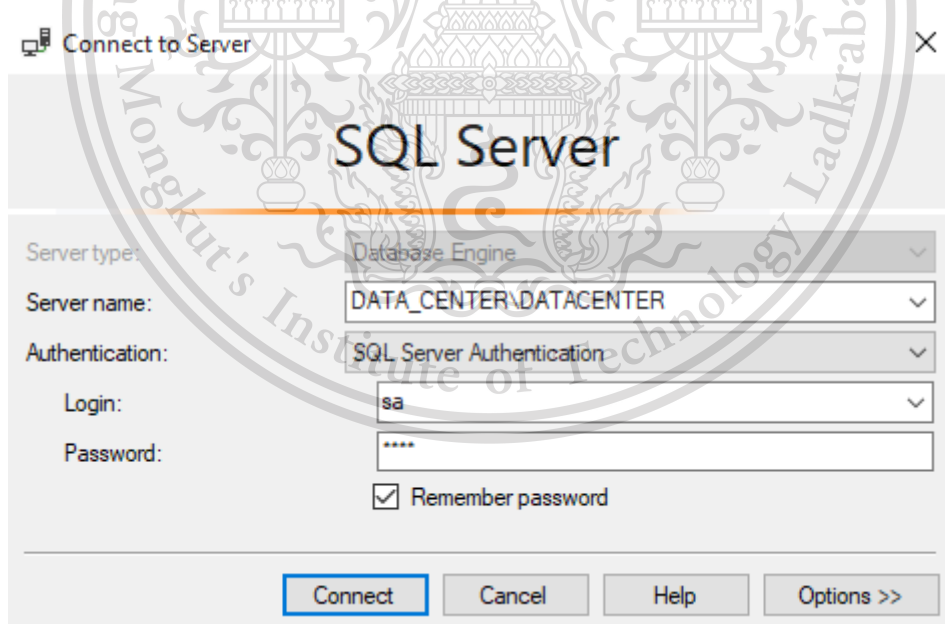 Connect to Server
SQL Server
Server type:
Database Engine
Server name:
DATA_CENTER\DATACENTER
Authentication:
SQL Server Authentication
Login:
sa
Password:
****
Remember password
Connect
Cancel
Help
Options >>
Mongkut's Institute of Technology Ladkrab